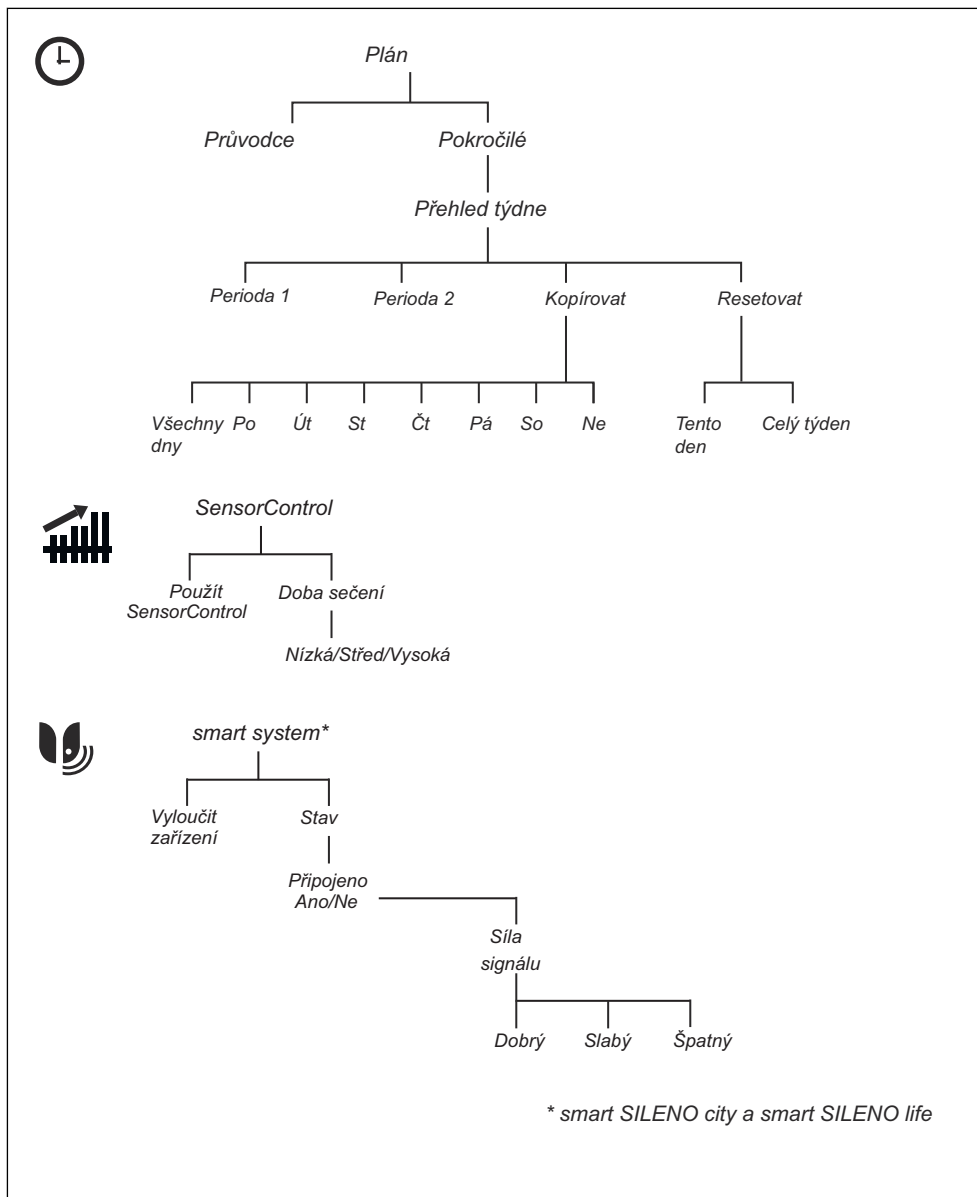 Plán
Průvodce Pokročilé
Přehled týdne
Perioda 1 Perioda 2 Kopírovat Resetovat
Všechny dny Po Út St Čt Pá So Ne Tento den Celý týden
SensorControl
Použít SensorControl Doba sečení
Nízká/Střed/Vysoká
smart system*
Vyloučit zařízení Stav
Připojeno
Ano/Ne
Síla
signálu
Dobrý Slabý Špatný
* smart SILENO city a smart SILENO life